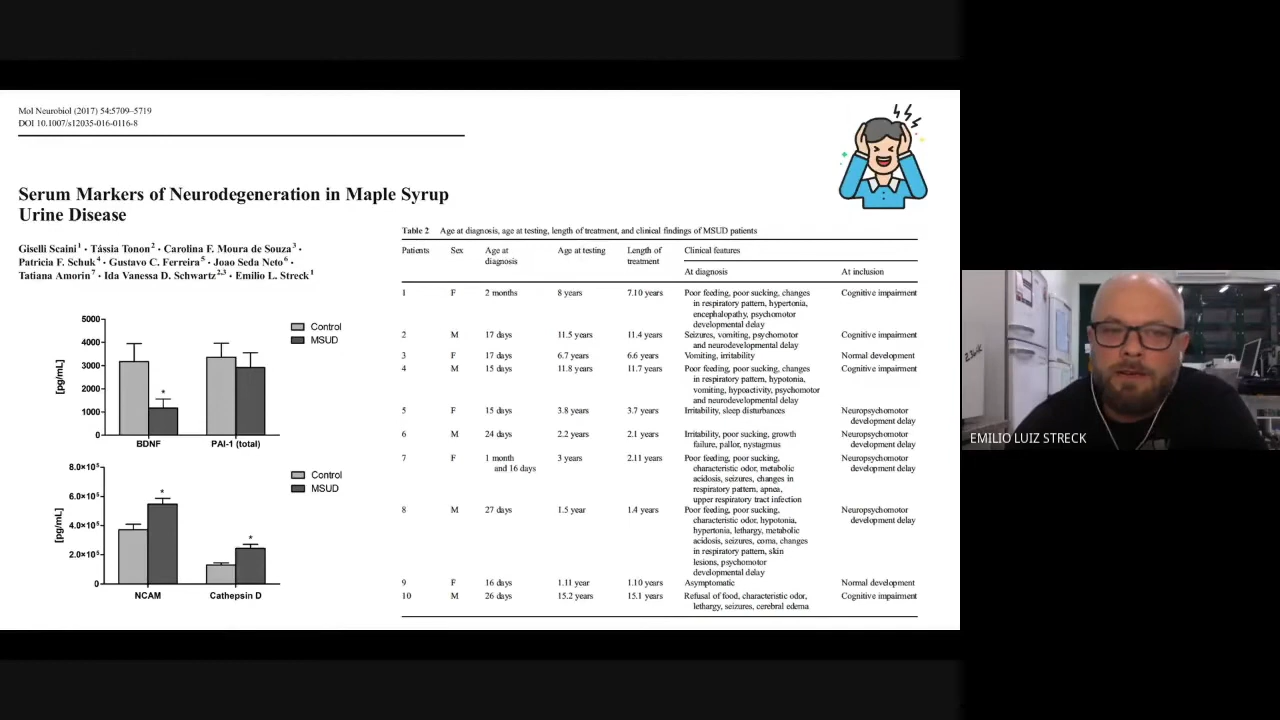 Mol Neurobiol (2017) 54:5709–5719
DOI 10.1007/s12035-016-0116-8
Serum Markers of Neurodegeneration in Maple Syrup
Urine Disease
Giselli Scaini1 · Tássia Tonon2 · Carolina F. Moura de Souza3 ·
Patricia F. Schuk4 · Gustavo C. Ferreira5 · Joao Seda Neto6 ·
Tatiana Amorin7 · Ida Vanessa D. Schwartz2,3 · Emilio L. Streck1
5000
4000
3000
2000
1000
0
[pg/mL]
*
BDNF
PAI-1 (total)
Control
MSUD
8.0×10⁵
6.0×10⁵
4.0×10⁵
2.0×10⁵
0
[pg/mL]
*
*
NCAM
Cathepsin D
Control
MSUD
Table 2 Age at diagnosis, age at testing, length of treatment, and clinical findings of MSUD patients
Patients Sex Age at diagnosis Age at testing Length of treatment Clinical features
At diagnosis At inclusion
1 F 2 months 8 years 7.10 years Poor feeding, poor sucking, changes Cognitive impairment
in respiratory pattern, hypertonia,
encephalopathy, psychomotor
developmental delay
2 M 17 days 11.5 years 11.4 years Seizures, vomiting, psychomotor Cognitive impairment
and neurodevelopmental delay
3 F 17 days 6.7 years 6.6 years Vomiting, irritability Normal development
4 M 15 days 11.8 years 11.7 years Poor feeding, poor sucking, changes Cognitive impairment
in respiratory pattern, hypotonia,
vomiting, hypoactivity, psychomotor
and neurodevelopmental delay
5 F 15 days 3.8 years 3.7 years Irritability, sleep disturbances Neuropsychomotor
development delay
6 M 24 days 2.2 years 2.1 years Irritability, poor sucking, growth Neuropsychomotor
failure, pallor, nystagmus development delay
7 F 1 month 3 years 2.11 years Poor feeding, poor sucking, Neuropsychomotor
and 16 days characteristic odor, metabolic development delay
acidosis, seizures, changes in
respiratory pattern, apnea,
upper respiratory tract infection
8 M 27 days 1.5 year 1.4 years Poor feeding, poor sucking, Neuropsychomotor
characteristic odor, hypotonia, development delay
hypertonia, lethargy, metabolic
acidosis, seizures, coma, changes
in respiratory pattern, skin
lesions, psychomotor
developmental delay
9 F 16 days 1.11 year 1.10 years Asymptomatic Normal development
10 M 26 days 15.2 years 15.1 years Refusal of food, characteristic odor, Cognitive impairment
lethargy, seizures, cerebral edema
EMILIO LUIZ STRECK